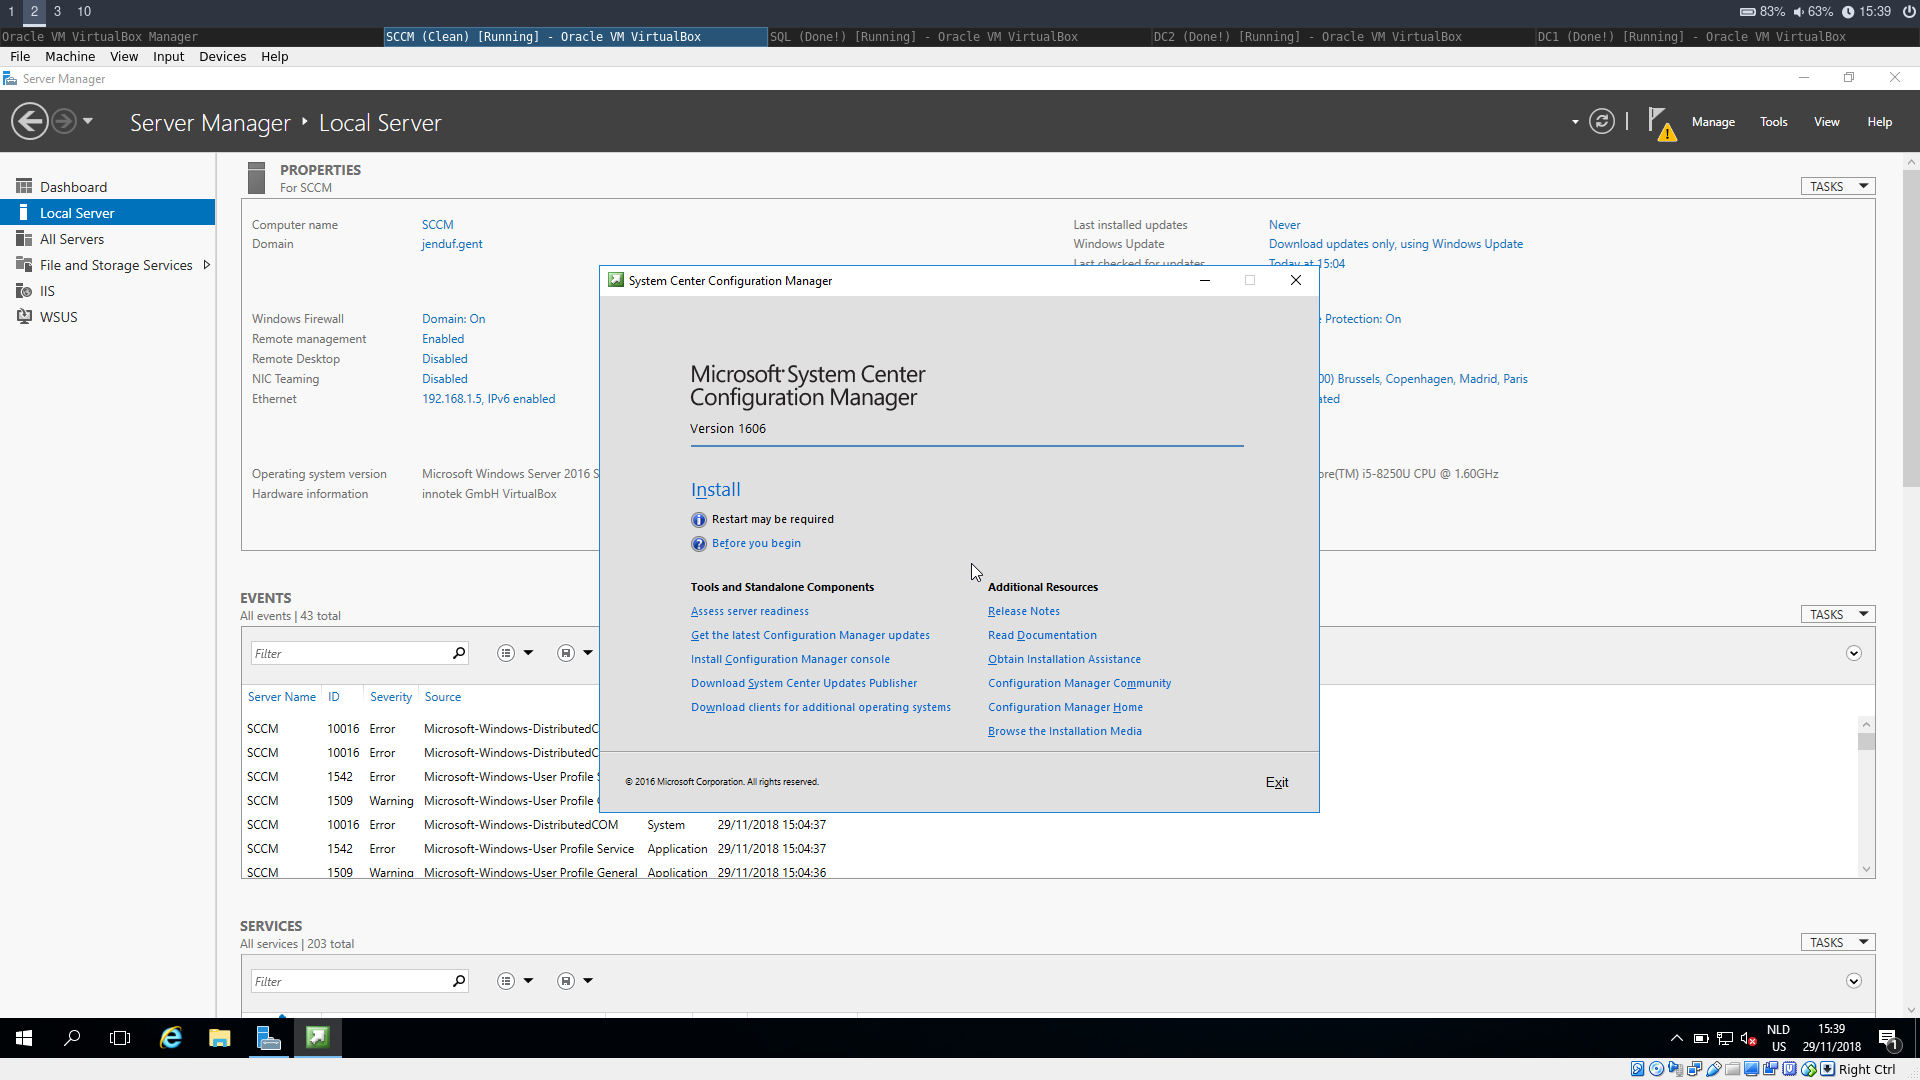 1 2 3 10
83% 63% 15:39
Oracle VM VirtualBox Manager
SCCM (Clean) [Running] - Oracle VM VirtualBox
SQL (Done!) [Running] - Oracle VM VirtualBox
DC2 (Done!) [Running] - Oracle VM VirtualBox
DC1 (Done!) [Running] - Oracle VM VirtualBox
File Machine View Input Devices Help
Server Manager
Server Manager ‣ Local Server
Manage Tools View Help
Dashboard
Local Server
All Servers
File and Storage Services
IIS
WSUS
PROPERTIES
For SCCM
TASKS
Computer name SCCM
Domain jenduf.gent
Last installed updates Never
Windows Update Download updates only, using Windows Update
Last checked for updates Today at 15:04
Windows Firewall Domain: On
Remote management Enabled
Remote Desktop Disabled
NIC Teaming Disabled
Ethernet 192.168.1.5, IPv6 enabled
Protection: On
00) Brussels, Copenhagen, Madrid, Paris
ated
Operating system version Microsoft Windows Server 2016 S
Hardware information innotek GmbH VirtualBox
ore(TM) i5-8250U CPU @ 1.60GHz
System Center Configuration Manager
Microsoft System Center
Configuration Manager
Version 1606
Install
Restart may be required
Before you begin
Tools and Standalone Components
Assess server readiness
Get the latest Configuration Manager updates
Install Configuration Manager console
Download System Center Updates Publisher
Download clients for additional operating systems
Additional Resources
Release Notes
Read Documentation
Obtain Installation Assistance
Configuration Manager Community
Configuration Manager Home
Browse the Installation Media
© 2016 Microsoft Corporation. All rights reserved.
Exit
EVENTS
All events | 43 total
TASKS
Filter
Server Name ID Severity Source
SCCM 10016 Error Microsoft-Windows-DistributedC
SCCM 10016 Error Microsoft-Windows-DistributedC
SCCM 1542 Error Microsoft-Windows-User Profile S
SCCM 1509 Warning Microsoft-Windows-User Profile G
SCCM 10016 Error Microsoft-Windows-DistributedCOM System 29/11/2018 15:04:37
SCCM 1542 Error Microsoft-Windows-User Profile Service Application 29/11/2018 15:04:37
SCCM 1509 Warning Microsoft-Windows-User Profile General Application 29/11/2018 15:04:36
SERVICES
All services | 203 total
TASKS
Filter
NLD
US
15:39
29/11/2018
1
Right Ctrl